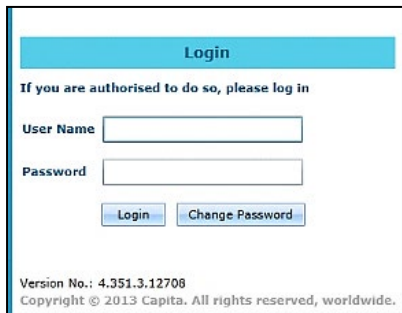 Login
If you are authorised to do so, please log in
User Name
Password
Login Change Password
Version No.: 4.351.3.12708
Copyright © 2013 Capita. All rights reserved, worldwide.